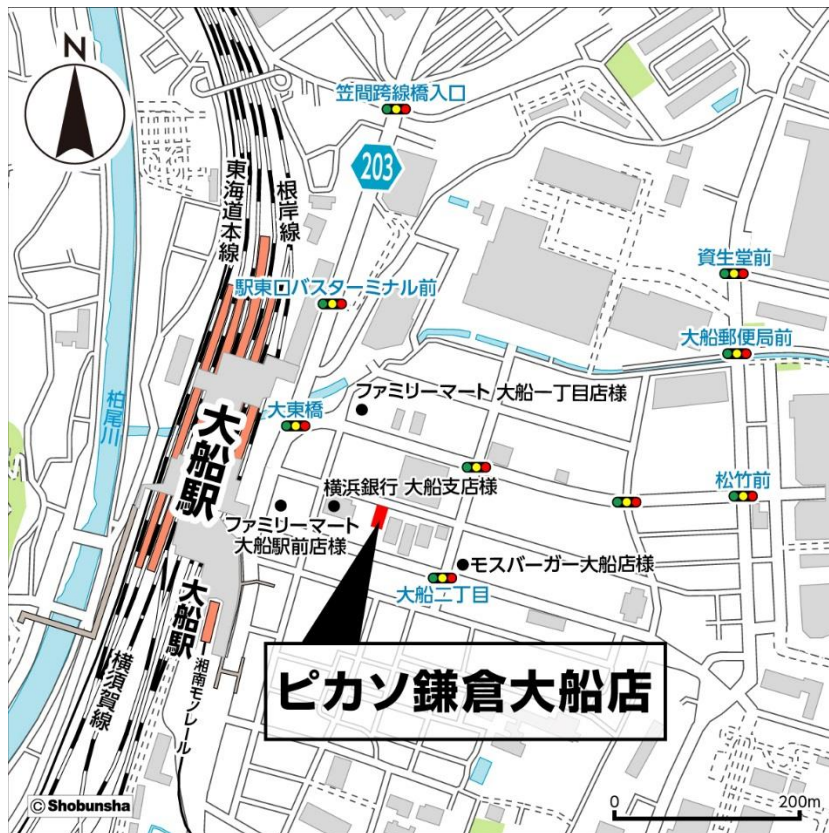 N
笠間跨線橋入口
203
東海道本線
根岸線
資生堂前
駅東口バスターミナル前
大船郵便局前
柏尾川
ファミリーマート 大船一丁目店様
大東橋
大船駅
横浜銀行 大船支店様
松竹前
ファミリーマート
大船駅前店様
モスバーガー大船店様
大船二丁目
大船駅
湘南モノレール
横須賀線
ピカソ鎌倉大船店
© Shobunsha
0 200m